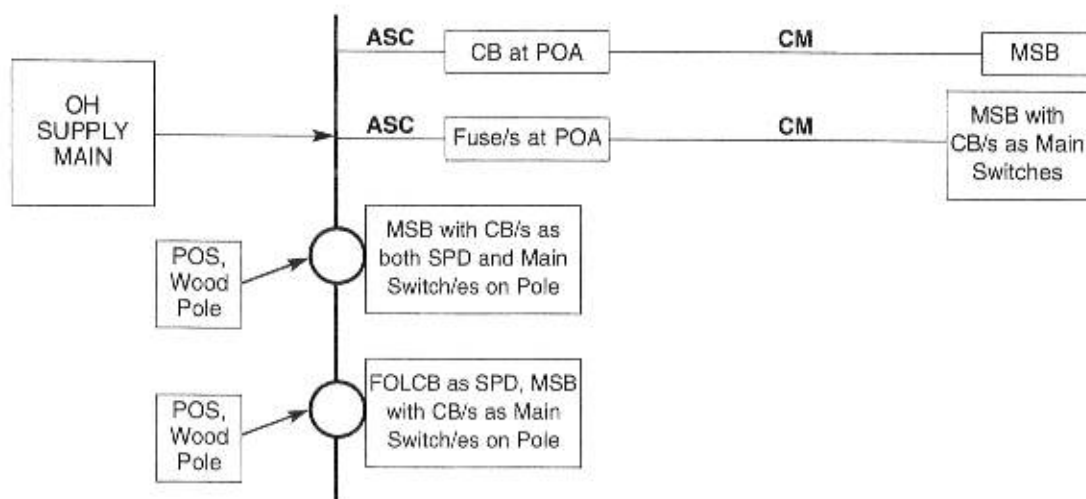 ASC
CB at POA
CM
MSB
OH
SUPPLY
MAIN
ASC
Fuse/s at POA
CM
MSB with
CB/s as Main
Switches
POS,
Wood
Pole
MSB with CB/s as
both SPD and Main
Switch/es on Pole
POS,
Wood
Pole
FOLCB as SPD, MSB
with CB/s as Main
Switch/es on Pole